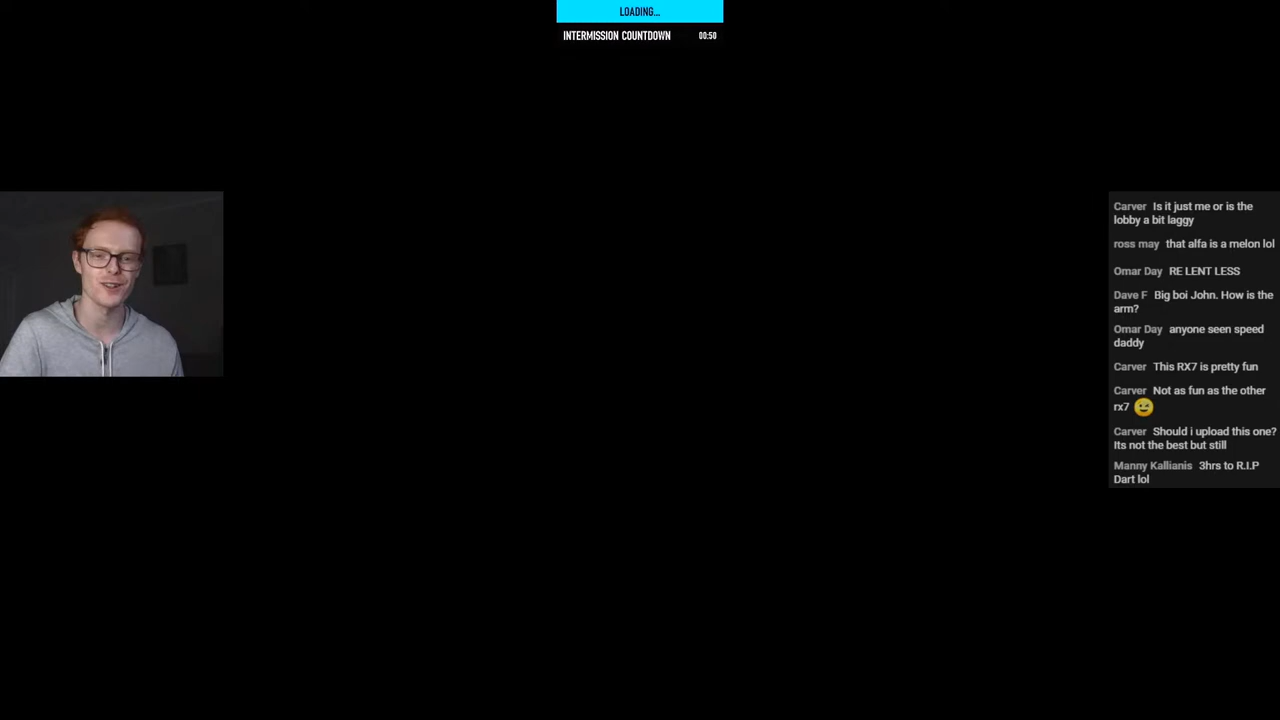 LOADING...
INTERMISSION COUNTDOWN 00:50
Carver Is it just me or is the
lobby a bit laggy
ross may that alfa is a melon lol
Omar Day RE LENT LESS
Dave F Big boi John. How is the
arm?
Omar Day anyone seen speed
daddy
Carver This RX7 is pretty fun
Carver Not as fun as the other
rx7 😉
Carver Should i upload this one?
Its not the best but still
Manny Kallianis 3hrs to R.I.P
Dart lol